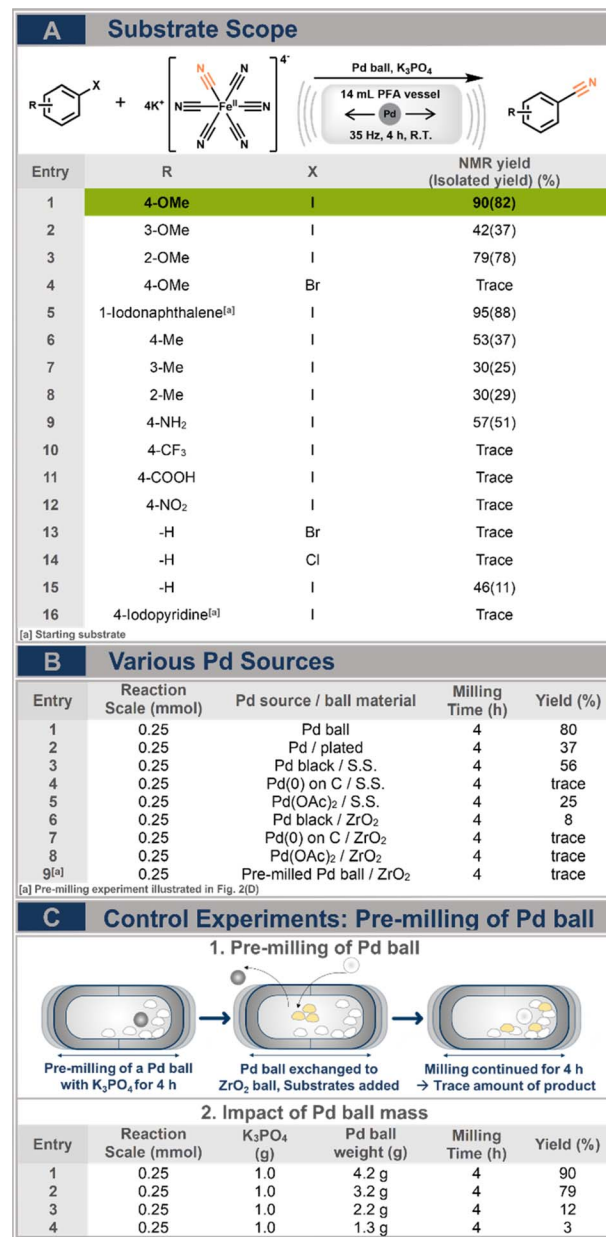 A Substrate Scope
R
X
+
4K⁺
N
N
N
Feᴵᴵ
N
N
N
4-
Pd ball, K₃PO₄
14 mL PFA vessel
Pd
35 Hz, 4 h, R.T.
R
N
Entry R X NMR yield (Isolated yield) (%)
1 4-OMe I 90(82)
2 3-OMe I 42(37)
3 2-OMe I 79(78)
4 4-OMe Br Trace
5 1-Iodonaphthalene[a] I 95(88)
6 4-Me I 53(37)
7 3-Me I 30(25)
8 2-Me I 30(29)
9 4-NH₂ I 57(51)
10 4-CF₃ I Trace
11 4-COOH I Trace
12 4-NO₂ I Trace
13 -H Br Trace
14 -H Cl Trace
15 -H I 46(11)
16 4-Iodopyridine[a] I Trace
[a] Starting substrate
B Various Pd Sources
Entry Reaction Scale (mmol) Pd source / ball material Milling Time (h) Yield (%)
1 0.25 Pd ball 4 80
2 0.25 Pd / plated 4 37
3 0.25 Pd black / S.S. 4 56
4 0.25 Pd(0) on C / S.S. 4 trace
5 0.25 Pd(OAc)₂ / S.S. 4 25
6 0.25 Pd black / ZrO₂ 4 8
7 0.25 Pd(0) on C / ZrO₂ 4 trace
8 0.25 Pd(OAc)₂ / ZrO₂ 4 trace
9[a] 0.25 Pre-milled Pd ball / ZrO₂ 4 trace
[a] Pre-milling experiment illustrated in Fig. 2(D)
C Control Experiments: Pre-milling of Pd ball
1. Pre-milling of Pd ball
Pre-milling of a Pd ball
with K₃PO₄ for 4 h
Pd ball exchanged to
ZrO₂ ball, Substrates added
Milling continued for 4 h
→ Trace amount of product
2. Impact of Pd ball mass
Entry Reaction Scale (mmol) K₃PO₄ (g) Pd ball weight (g) Milling Time (h) Yield (%)
1 0.25 1.0 4.2 g 4 90
2 0.25 1.0 3.2 g 4 79
3 0.25 1.0 2.2 g 4 12
4 0.25 1.0 1.3 g 4 3